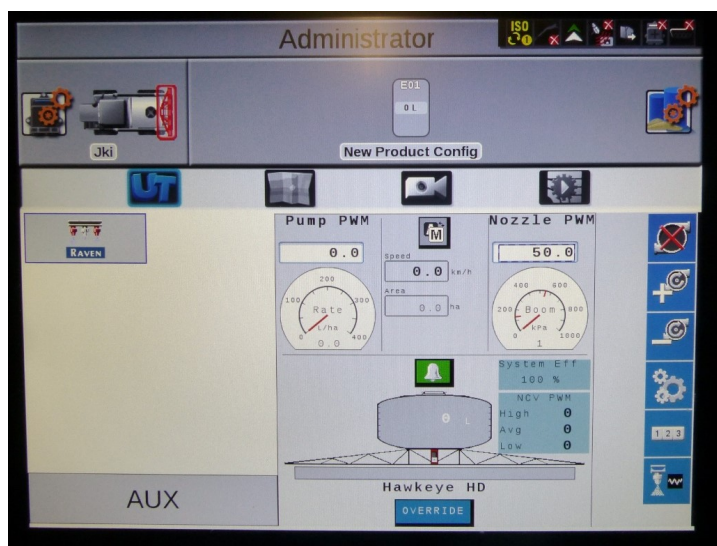 Administrator
ISO
E01
0 L
Jki
New Product Config
UT
RAVEN
Pump PWM
M
Nozzle PWM
0.0
50.0
Speed
0.0 km/h
Area
0.0 ha
200
100
300
Rate
L/ha
0
0.0
400
400
600
200
Boom
800
kPa
0
1000
1
System Eff
100 %
NCV PWM
High 0
Avg 0
Low 0
0 L
1 2 3
Hawkeye HD
OVERRIDE
AUX